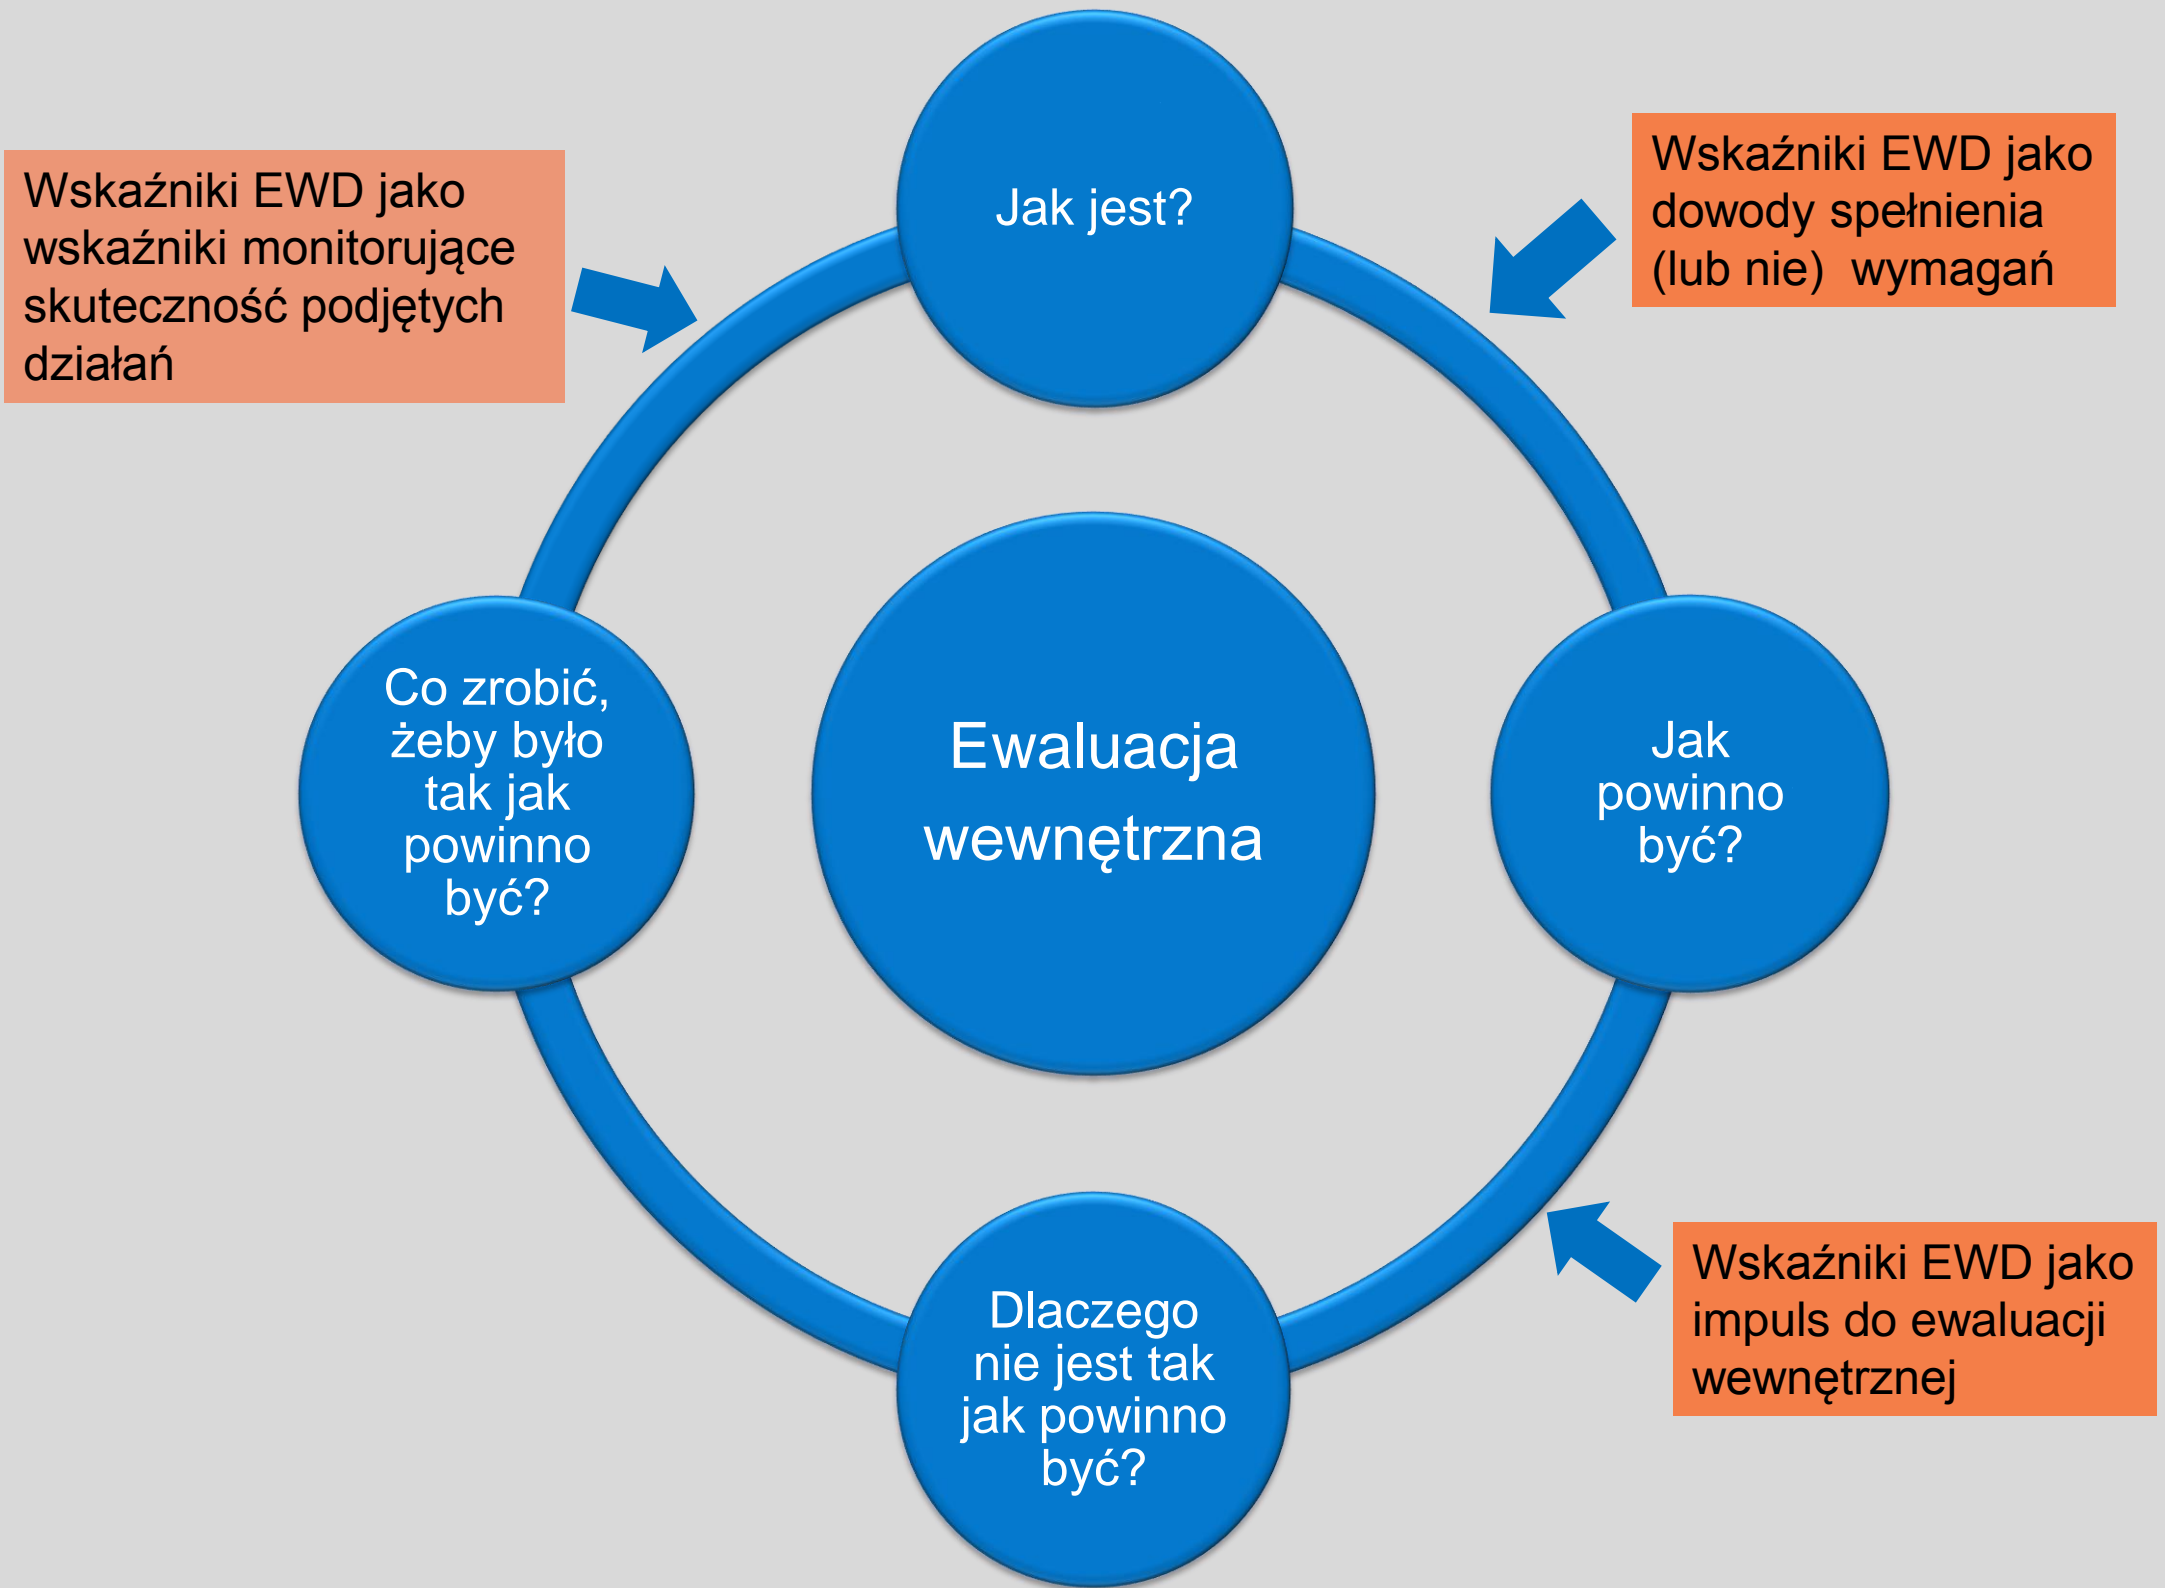 Jak jest?
Wskaźniki EWD jako
wskaźniki monitorujące
skuteczność podjętych
działań
Wskaźniki EWD jako
dowody spełnienia
(lub nie)  wymagań
Co zrobić,
żeby było
tak jak
powinno
być?
Ewaluacja
wewnętrzna
Jak
powinno
być?
Dlaczego
nie jest tak
jak powinno
być?
Wskaźniki EWD jako
impuls do ewaluacji
wewnętrznej